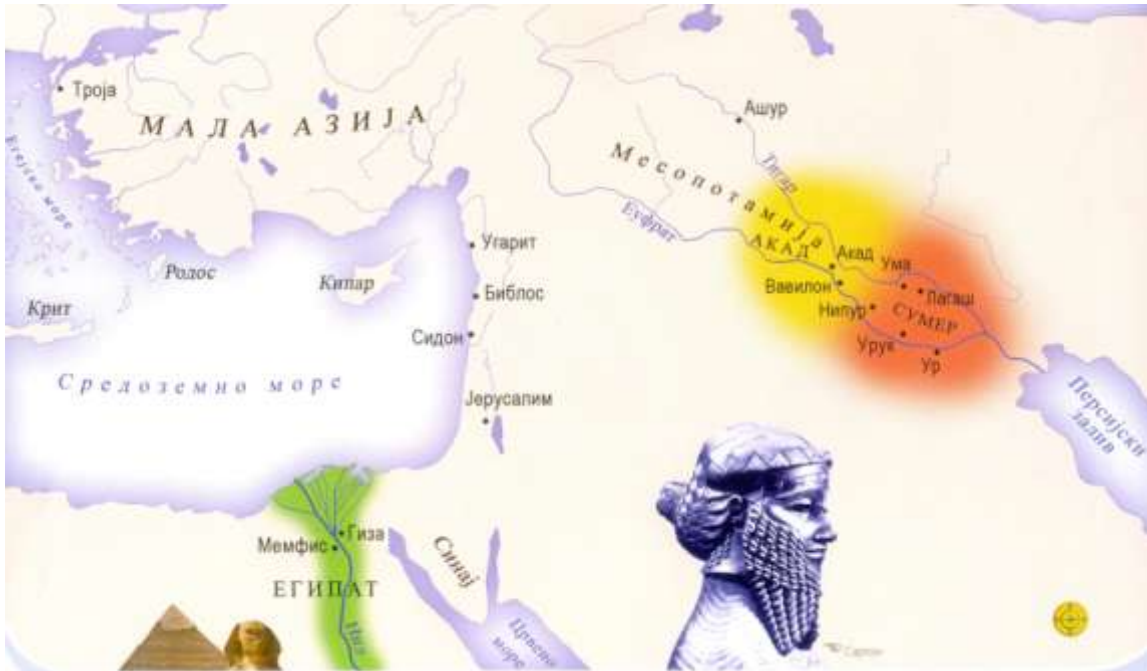 Троја
МАЛА АЗИЈА
Егејско море
Ашур
Месопотамија
Тигар
Еуфрат
АКАД
Акад
Ума
Угарит
Родос
Кипар
Вавилон
Лагаш
Библос
Крит
Нипур
СУМЕР
Сидон
Урук
Ур
Средоземно море
Јерусалим
Персијски
залив
Гиза
Мемфис
Синај
ЕГИПАТ
Нил
Црвено
море